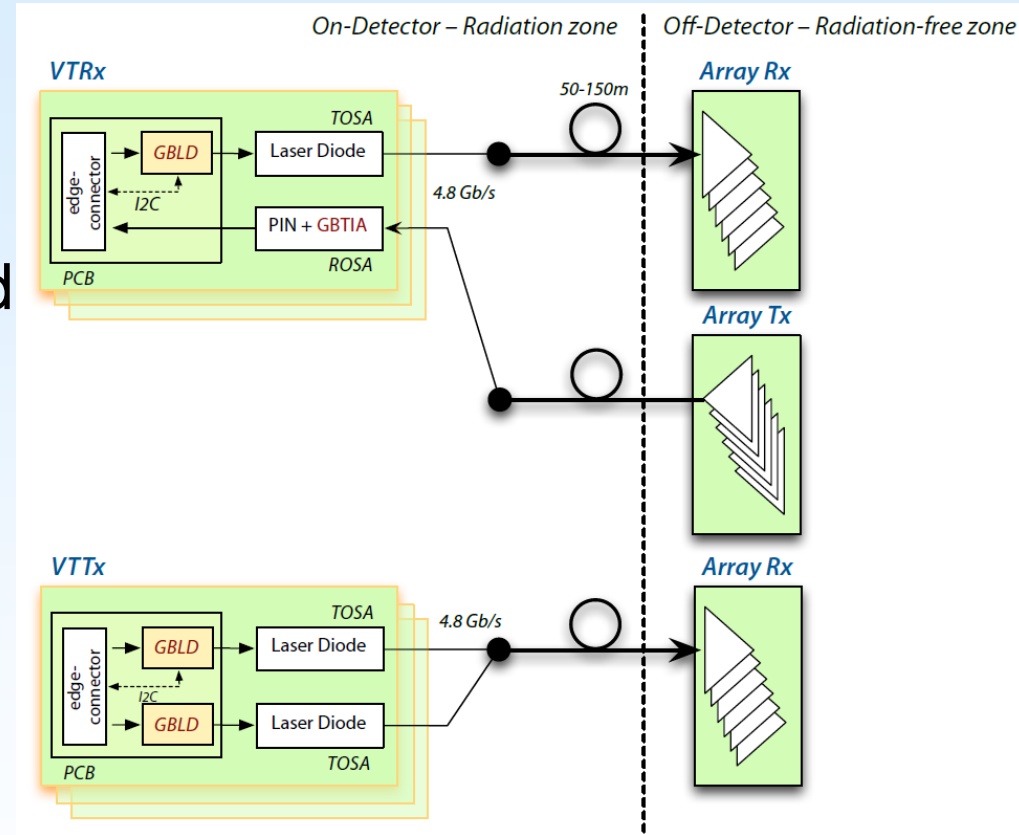 On-Detector – Radiation zone
Off-Detector – Radiation-free zone
VTRx
Array Rx
50-150m
TOSA
edge-
connector
GBLD
Laser Diode
I2C
4.8 Gb/s
PIN + GBTIA
ROSA
PCB
d
Array Tx
VTTx
Array Rx
TOSA
4.8 Gb/s
edge-
connector
GBLD
Laser Diode
I2C
GBLD
Laser Diode
TOSA
PCB